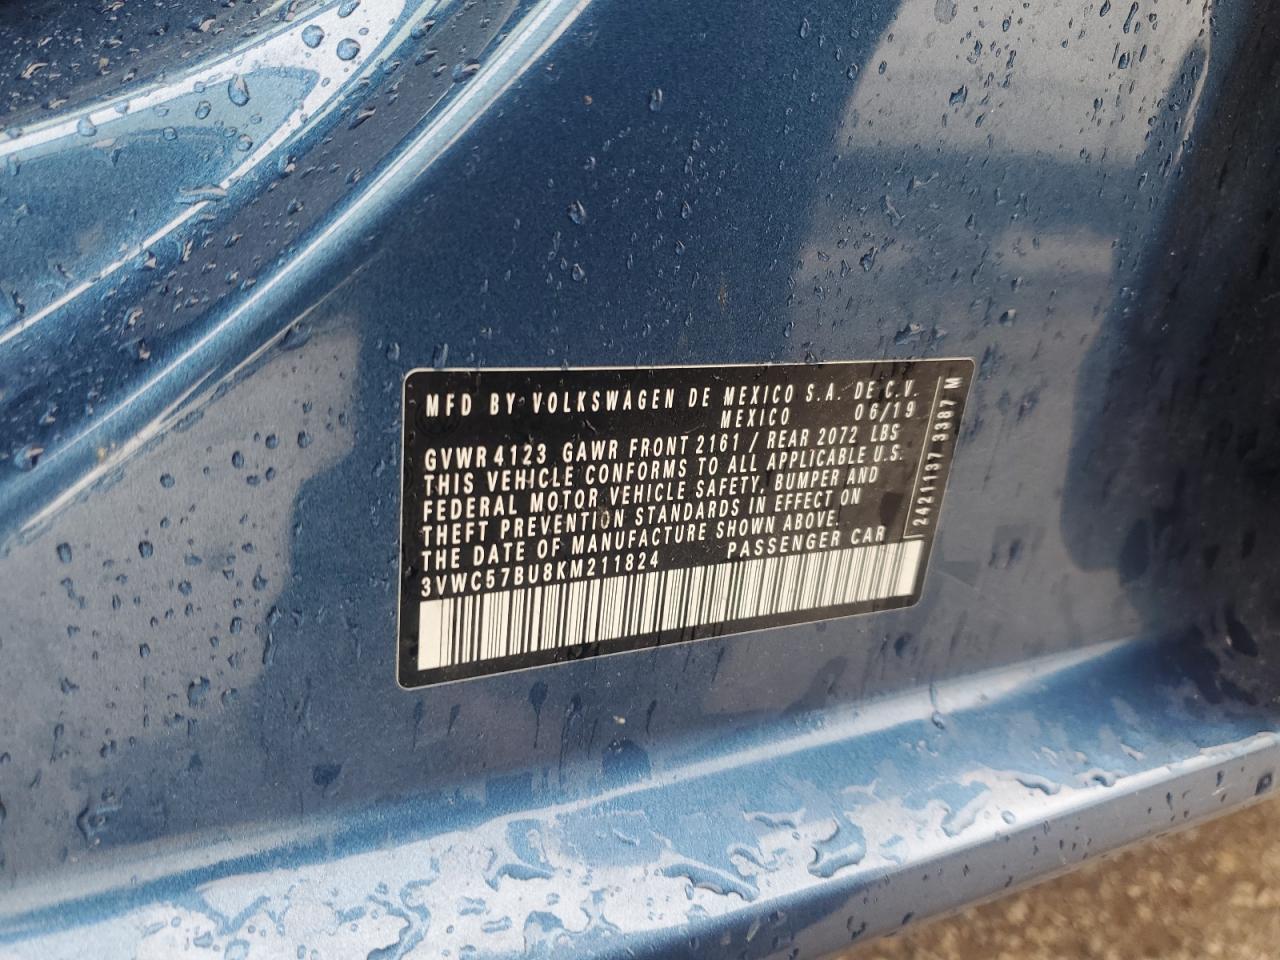 MFD BY VOLKSWAGEN DE MEXICO S.A. DE C.V.
MEXICO 06/19
GVWR 4123 GAWR FRONT 2161 / REAR 2072 LBS
THIS VEHICLE CONFORMS TO ALL APPLICABLE U.S.
FEDERAL MOTOR VEHICLE SAFETY, BUMPER AND
THEFT PREVENTION STANDARDS IN EFFECT ON
THE DATE OF MANUFACTURE SHOWN ABOVE.
3VWC57BU8KM211824 PASSENGER CAR
2421137 3387 M